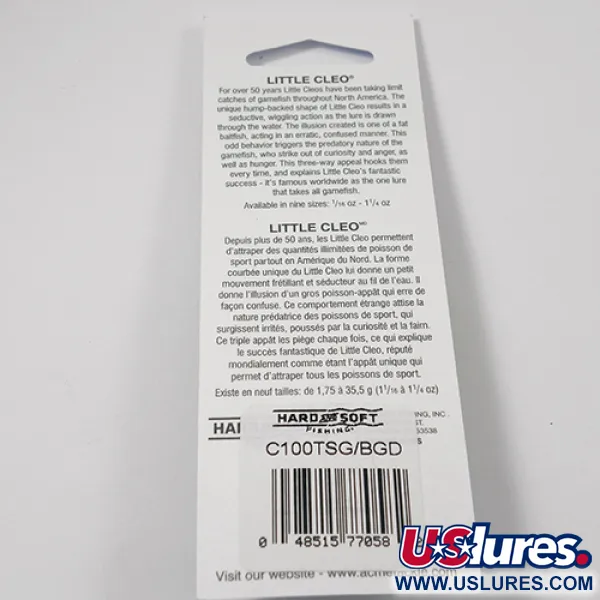 LITTLE CLEO®
For over 50 years Little Cleos have been taking limit
catches of gamefish throughout North America. The
unique hump-backed shape of Little Cleo results in a
seductive, wiggling action as the lure is drawn
through the water. The illusion created is one of a fat
baitfish, acting in an erratic, confused manner. This
odd behavior triggers the predatory nature of the
gamefish, who strike out of curiosity and anger, as
well as hunger. This three-way appeal hooks them
every time, and explains Little Cleo's fantastic
success - it's famous worldwide as the one lure
that takes all gamefish.
Available in nine sizes: 1/16 oz - 1 1/4 oz
LITTLE CLEO MD
Depuis plus de 50 ans, les Little Cleo permettent
d'attraper des quantités illimitées de poisson de
sport partout en Amérique du Nord. La forme
courbée unique du Little Cleo lui donne un petit
mouvement frétillant et séducteur au fil de l'eau. Il
donne l'illusion d'un gros poisson-appât qui erre de
façon confuse. Ce comportement étrange attise la
nature prédatrice des poissons de sport, qui
surgissent irrités, poussés par la curiosité et la faim.
Ce triple appât les piège chaque fois, ce qui explique
le succès fantastique de Little Cleo, réputé
mondialement comme étant l'appât unique qui
permet d'attraper tous les poissons de sport.
Existe en neuf tailles: de 1,75 à 35,5 g (1 1/16 à 1 1/4 oz)
HARD SOFT
FISHING
ING, INC.
ST.
53538
C100TSG/BGD
0 48515 77058
Visit our website - www.acme
USlures.
WWW.USLURES.COM